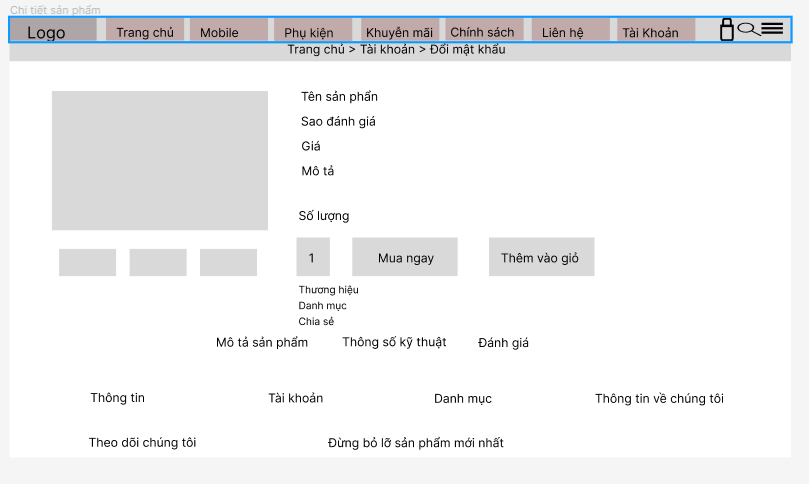 Chi tiết sản phẩm
Logo Trang chủ Mobile Phụ kiện Khuyễn mãi Chính sách Liên hệ Tài Khoản
Trang chủ > Tài khoản > Đổi mật khẩu
Tên sản phẩn
Sao đánh giá
Giá
Mô tả
Số lượng
1 Mua ngay Thêm vào giỏ
Thương hiệu
Danh mục
Chia sẻ
Mô tả sản phẩm Thông số kỹ thuật Đánh giá
Thông tin Tài khoản Danh mục Thông tin về chúng tôi
Theo dõi chúng tôi Đừng bỏ lỡ sản phẩm mới nhất